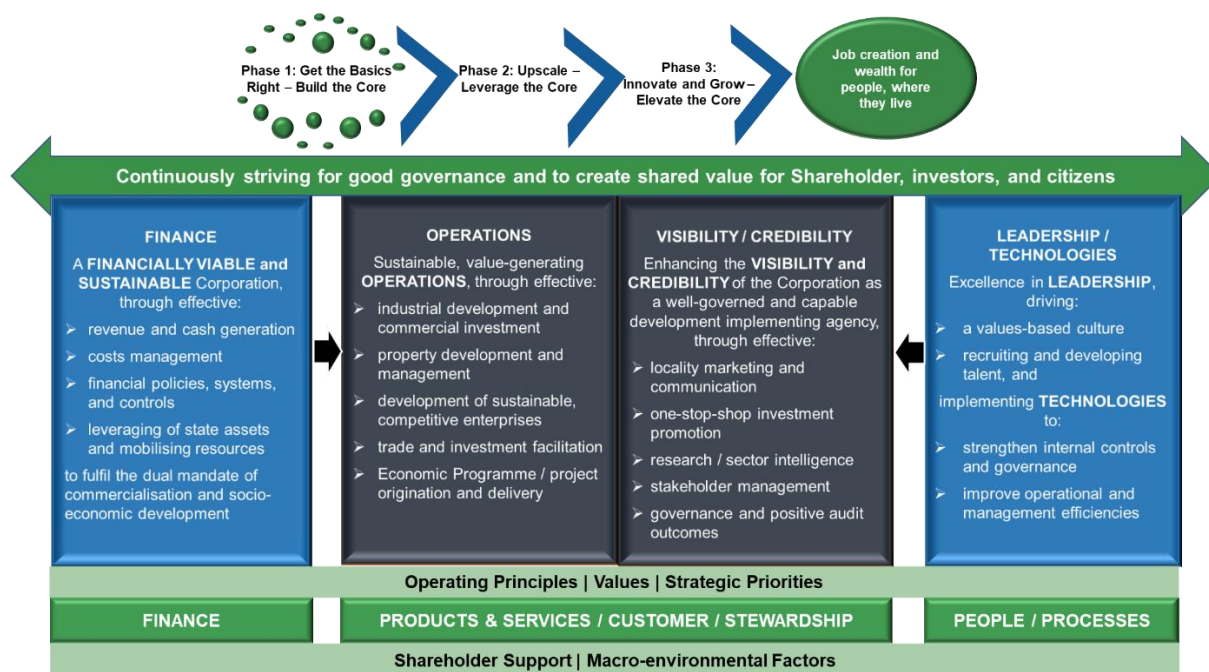 Phase 1: Get the Basics
Right – Build the Core
Phase 2: Upscale –
Leverage the Core
Phase 3:
Innovate and Grow –
Elevate the Core
Job creation and
wealth for
people, where
they live
Continuously striving for good governance and to create shared value for Shareholder, investors, and citizens
FINANCE
A FINANCIALLY VIABLE and
SUSTAINABLE Corporation,
through effective:
➢ revenue and cash generation
➢ costs management
➢ financial policies, systems,
and controls
➢ leveraging of state assets
and mobilising resources
to fulfil the dual mandate of
commercialisation and socio-
economic development
OPERATIONS
Sustainable, value-generating
OPERATIONS, through effective:
➢ industrial development and
commercial investment
➢ property development and
management
➢ development of sustainable,
competitive enterprises
➢ trade and investment facilitation
➢ Economic Programme / project
origination and delivery
VISIBILITY / CREDIBILITY
Enhancing the VISIBILITY and
CREDIBILITY of the Corporation as
a well-governed and capable
development implementing agency,
through effective:
➢ locality marketing and
communication
➢ one-stop-shop investment
promotion
➢ research / sector intelligence
➢ stakeholder management
➢ governance and positive audit
outcomes
LEADERSHIP /
TECHNOLOGIES
Excellence in LEADERSHIP,
driving:
➢ a values-based culture
➢ recruiting and developing
talent, and
implementing TECHNOLOGIES
to:
➢ strengthen internal controls
and governance
➢ improve operational and
management efficiencies
Operating Principles | Values | Strategic Priorities
FINANCE
PRODUCTS & SERVICES / CUSTOMER / STEWARDSHIP
PEOPLE / PROCESSES
Shareholder Support | Macro-environmental Factors